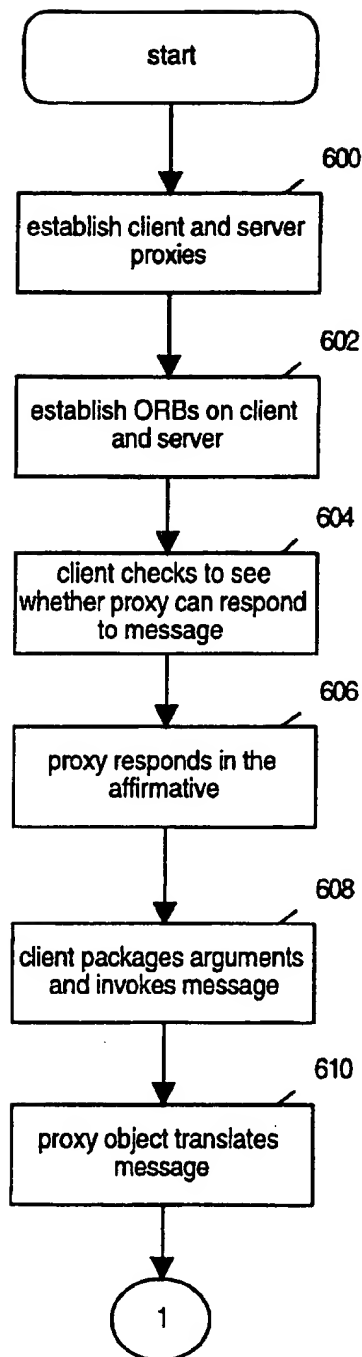 start
600
establish client and server
proxies
602
establish ORBs on client
and server
604
client checks to see
whether proxy can respond
to message
606
proxy responds in the
affirmative
608
client packages arguments
and invokes message
610
proxy object translates
message
1